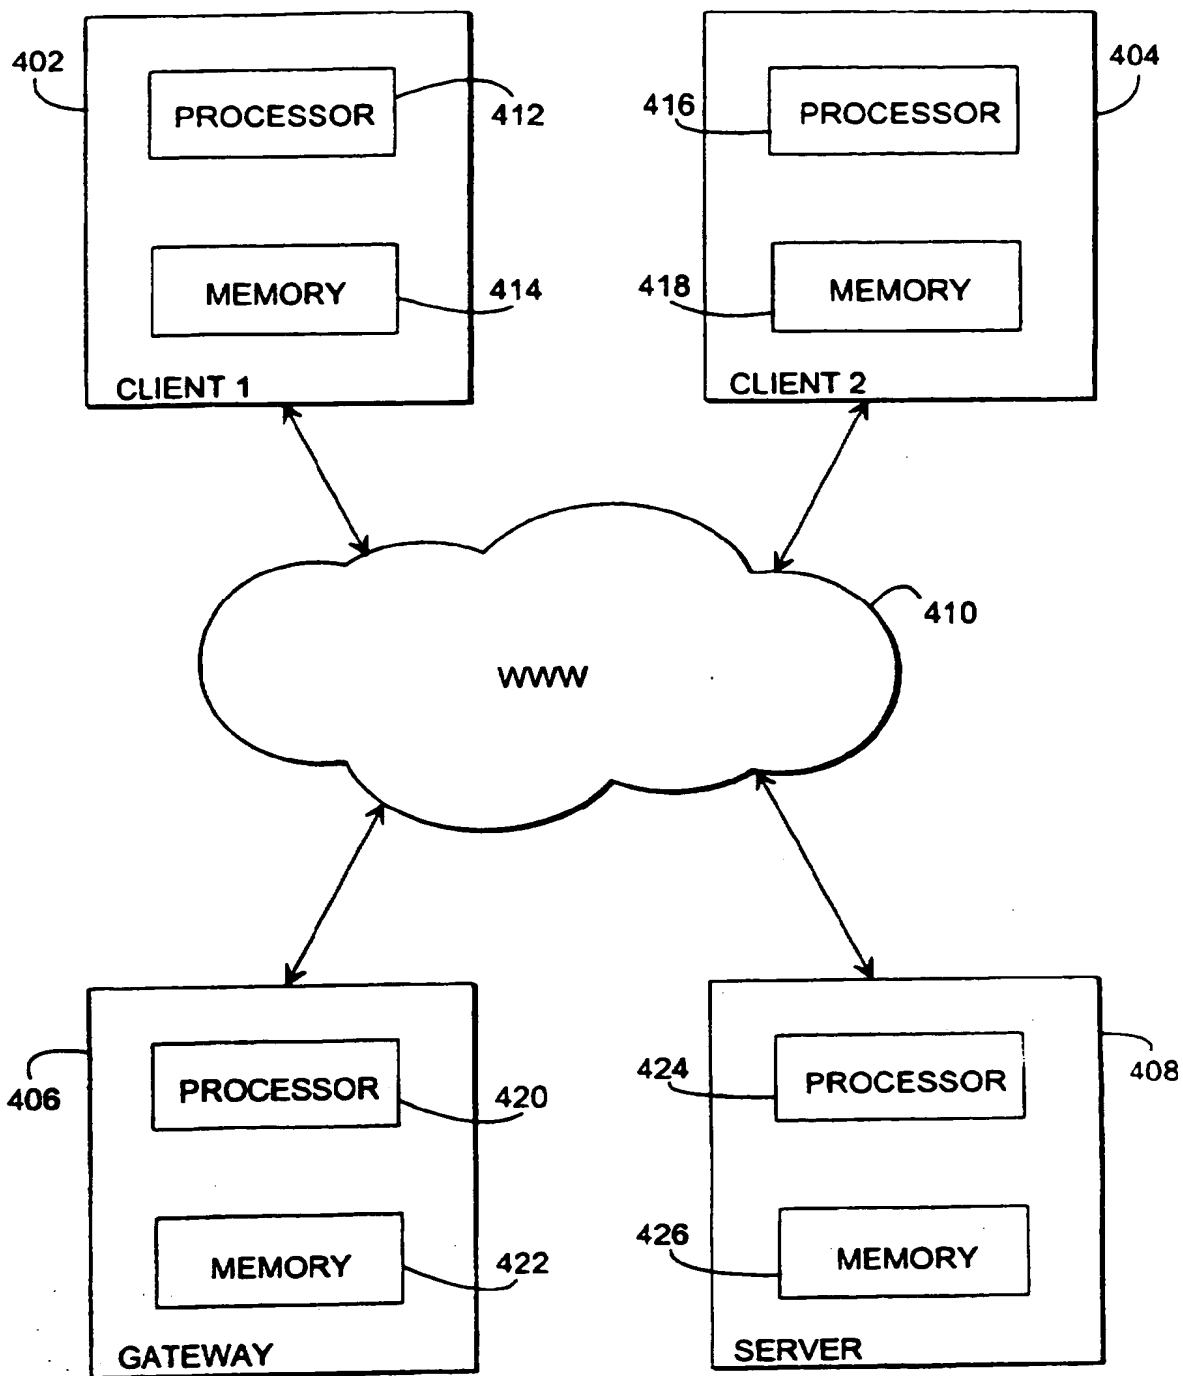 402
PROCESSOR
412
MEMORY
414
CLIENT 1
404
416
PROCESSOR
418
MEMORY
CLIENT 2
WWW
410
406
PROCESSOR
420
MEMORY
422
GATEWAY
424
PROCESSOR
408
426
MEMORY
SERVER